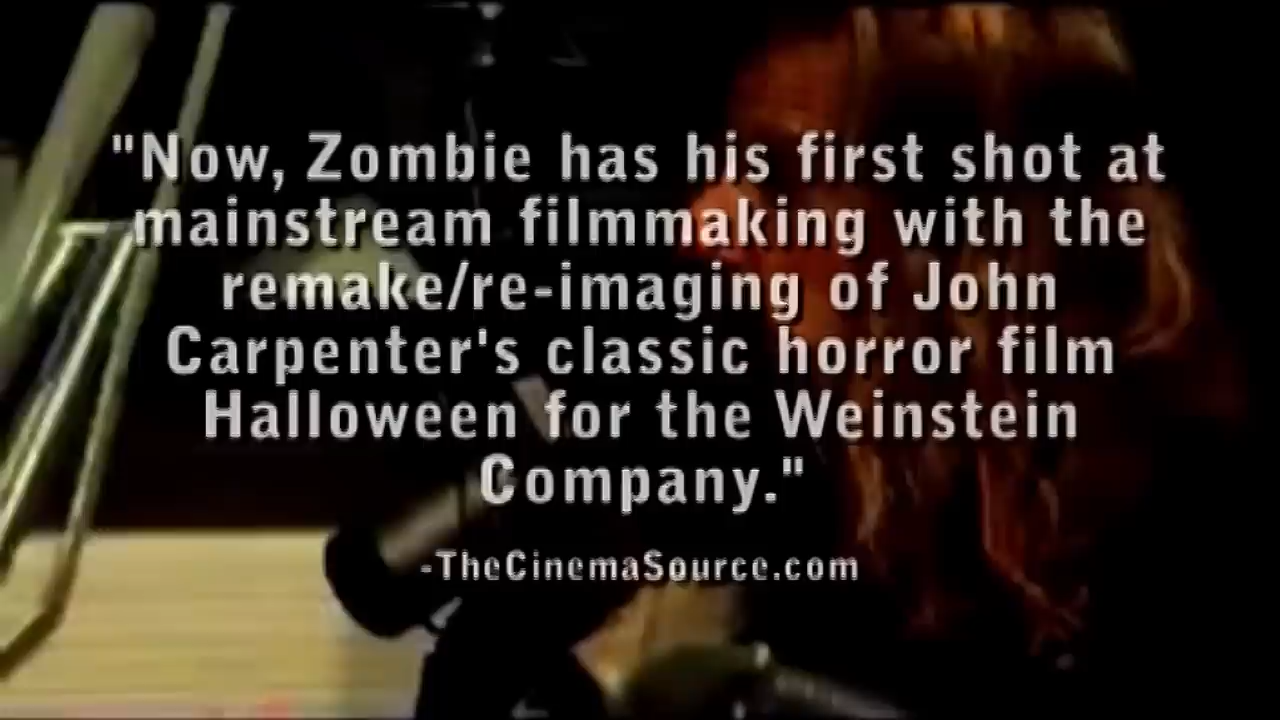 "Now, Zombie has his first shot at
mainstream filmmaking with the
remake/re-imaging of John
Carpenter's classic horror film
Halloween for the Weinstein
Company."
-TheCinemaSource.com